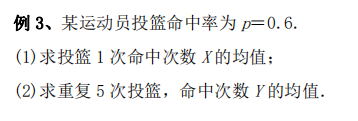 例 3、某运动员投篮命中率为 p＝0.6.
(1)求投篮 1 次命中次数 X 的均值；
(2)求重复 5 次投篮，命中次数 Y 的均值.